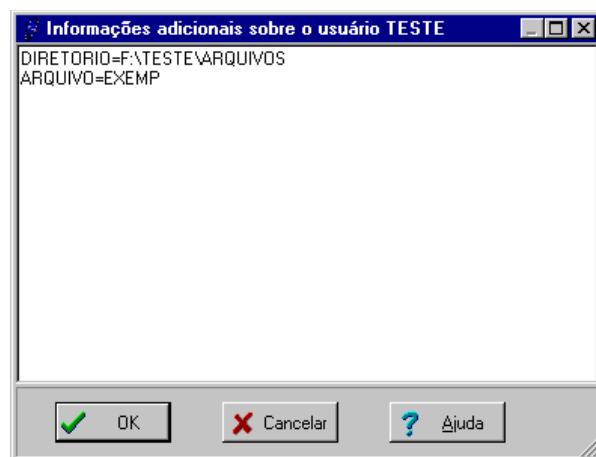 Informações adicionais sobre o usuário TESTE
DIRETORIO=F:\TESTE\ARQUIVOS
ARQUIVO=EXEMP
OK
Cancelar
Ajuda